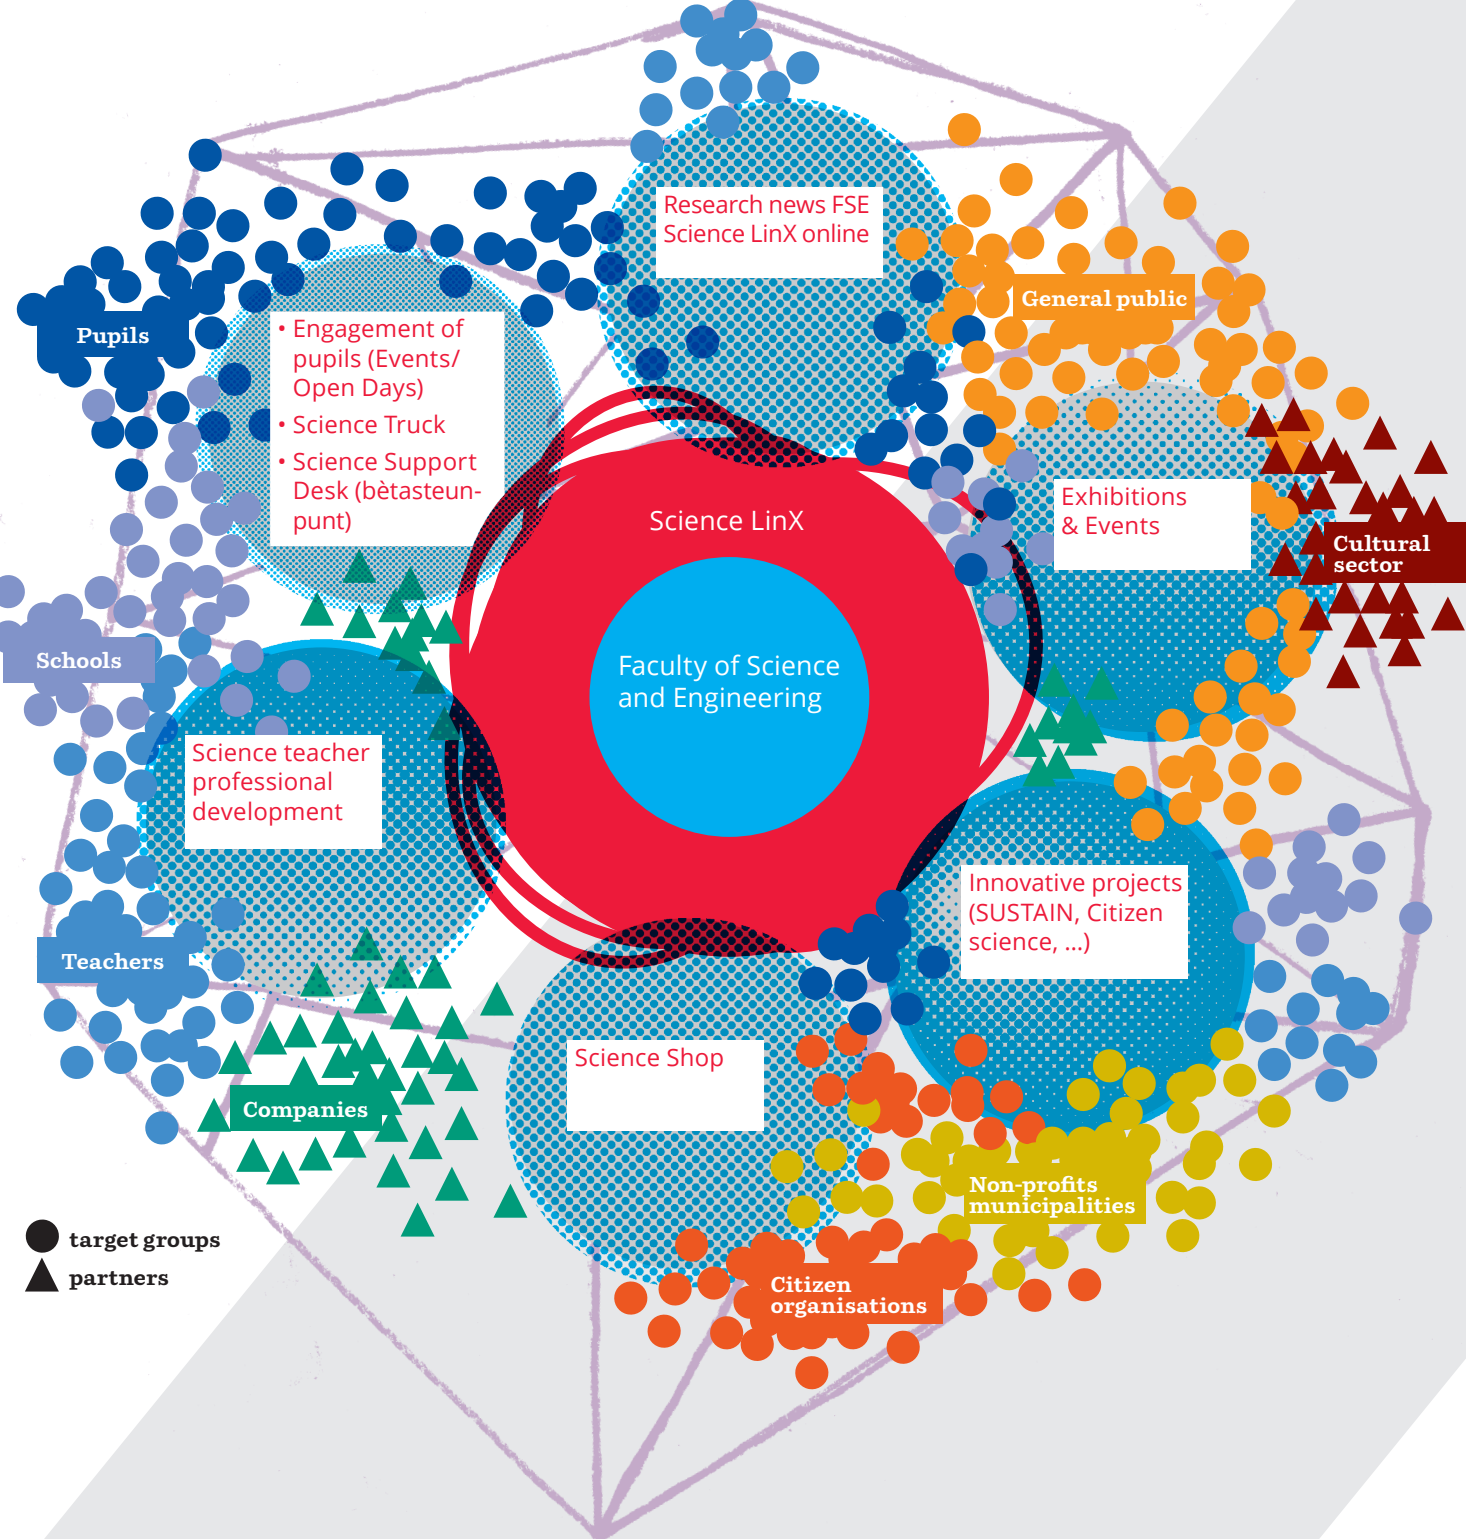 Research news FSE
Science LinX online
General public
Pupils
• Engagement of
pupils (Events/
Open Days)
• Science Truck
• Science Support
Desk (bètasteun-
punt)
Exhibitions
& Events
Science LinX
Cultural
sector
Faculty of Science
and Engineering
Schools
Science teacher
professional
development
Innovative projects
(SUSTAIN, Citizen
science, ...)
Teachers
Science Shop
Companies
Non-profits
municipalities
target groups
partners
Citizen
organisations